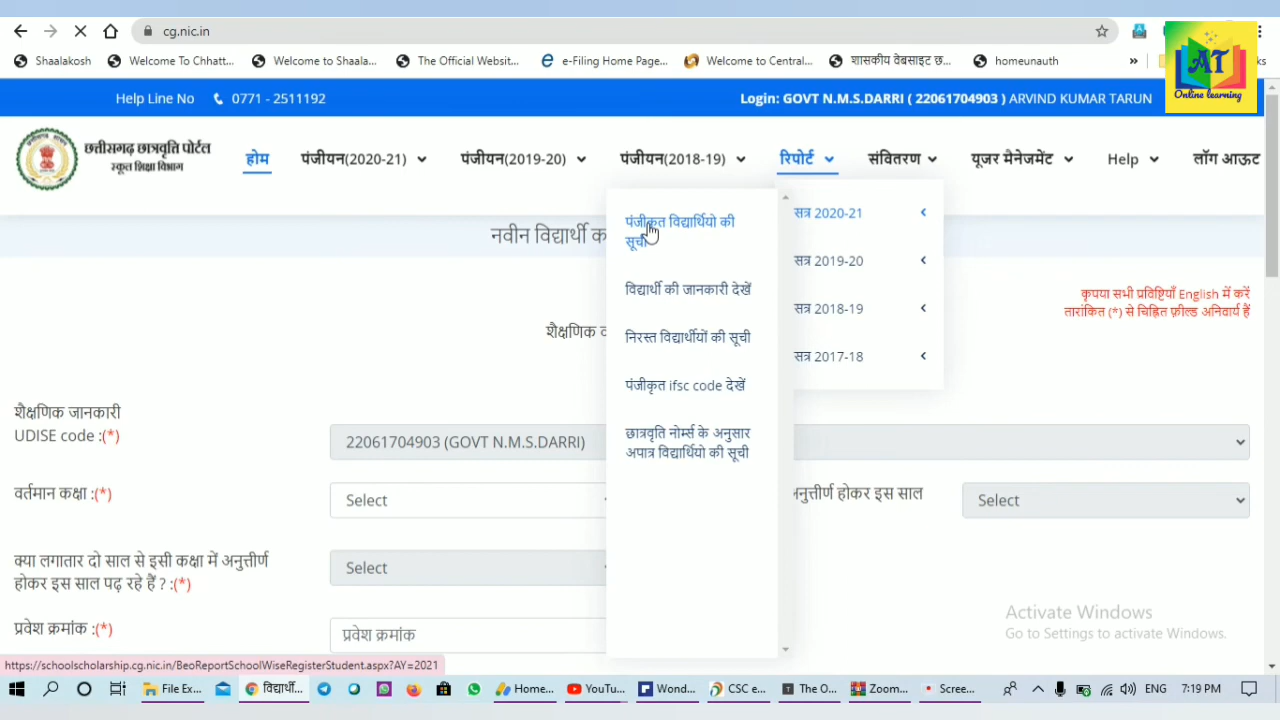 cg.nic.in
Shaalakosh Welcome To Chhatt... Welcome to Shaala... The Official Websit... e-Filing Home Page... Welcome to Central... शासकीय वेबसाइट छ... homeunauth »
AT
Online learning
Help Line No 0771 - 2511192 Login: GOVT N.M.S.DARRI ( 22061704903 ) ARVIND KUMAR TARUN
छत्तीसगढ़ छात्रवृति पोर्टल
स्कूल शिक्षा विभाग
होम पंजीयन(2020-21) पंजीयन(2019-20) पंजीयन(2018-19) रिपोर्ट संवितरण यूजर मैनेजमेंट Help लॉग आऊट
पंजीकृत विद्यार्थियो की
सूची
विद्यार्थी की जानकारी देखें
निरस्त विद्यार्थीयों की सूची
पंजीकृत ifsc code देखें
छात्रवृति नोर्म्स के अनुसार
अपात्र विद्यार्थियो की सूची
सत्र 2020-21
सत्र 2019-20
सत्र 2018-19
सत्र 2017-18
नवीन विद्यार्थी
कृपया सभी प्रविष्टियाँ English में करें
तारांकित (*) से चिह्नित फ़ील्ड अनिवार्य हैं
शैक्षणिक
शैक्षणिक जानकारी
UDISE code :(*) 22061704903 (GOVT N.M.S.DARRI)
वर्तमान कक्षा :(*) Select अनुत्तीर्ण होकर इस साल Select
क्या लगातार दो साल से इसी कक्षा में अनुत्तीर्ण
होकर इस साल पढ़ रहे हैं ? :(*) Select
प्रवेश क्रमांक :(*) प्रवेश क्रमांक
Activate Windows
Go to Settings to activate Windows.
https://schoolscholarship.cg.nic.in/BeoReportSchoolWiseRegisterStudent.aspx?AY=2021
File Ex... विद्यार्थी... Home... YouTu... Wond... CSC e... The O... Zoom... Scree... ENG 7:19 PM